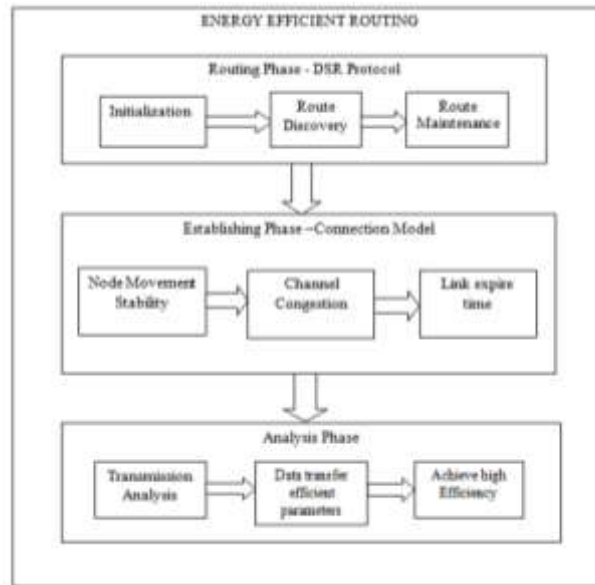 ENERGY EFFICIENT ROUTING
Routing Phase - DSR Protocol
Initialization
Route
Discovery
Route
Maintenance
Establishing Phase –Connection Model
Node Movement
Stability
Channel
Congestion
Link expire
time
Analysis Phase
Transmission
Analysis
Data transfer
efficient
parameters
Achieve high
Efficiency